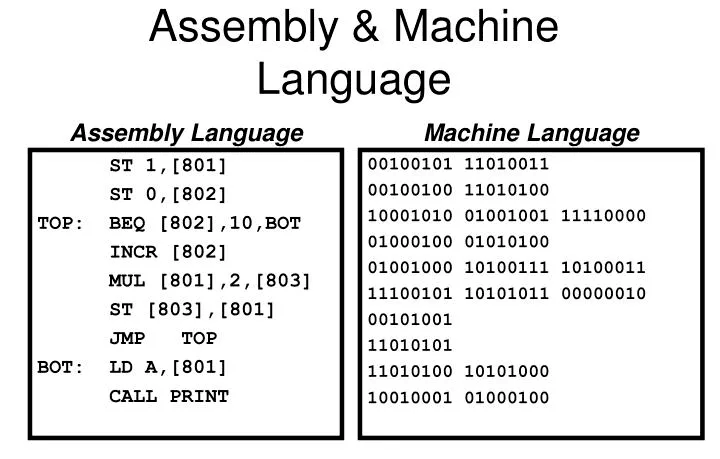 Assembly & Machine
Language
Assembly Language
ST 1,[801]
ST 0,[802]
TOP: BEQ [802],10,BOT
INCR [802]
MUL [801],2,[803]
ST [803],[801]
JMP TOP
BOT: LD A,[801]
CALL PRINT
Machine Language
00100101 11010011
00100100 11010100
10001010 01001001 11110000
01000100 01010100
01001000 10100111 10100011
11100101 10101011 00000010
00101001
11010101
11010100 10101000
10010001 01000100